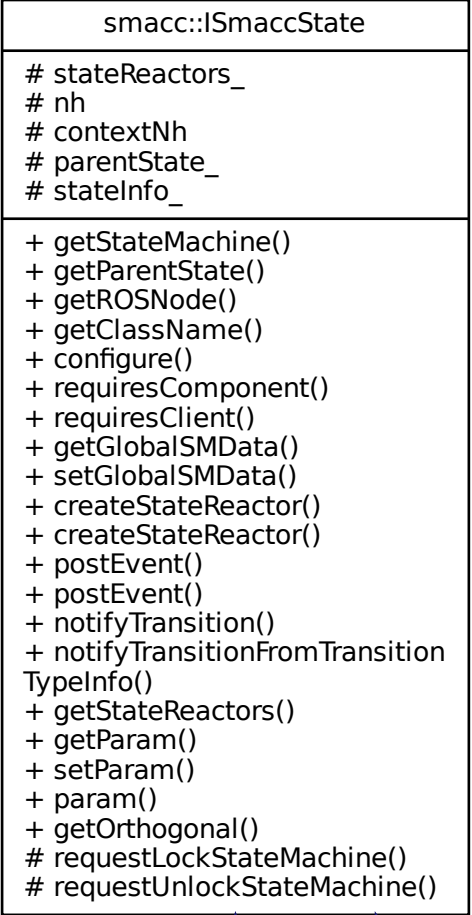 smacc::ISmaccState
# stateReactors_
# nh
# contextNh
# parentState_
# stateInfo_
+ getStateMachine()
+ getParentState()
+ getROSNode()
+ getClassName()
+ configure()
+ requiresComponent()
+ requiresClient()
+ getGlobalSMData()
+ setGlobalSMData()
+ createStateReactor()
+ createStateReactor()
+ postEvent()
+ postEvent()
+ notifyTransition()
+ notifyTransitionFromTransition
TypeInfo()
+ getStateReactors()
+ getParam()
+ setParam()
+ param()
+ getOrthogonal()
# requestLockStateMachine()
# requestUnlockStateMachine()